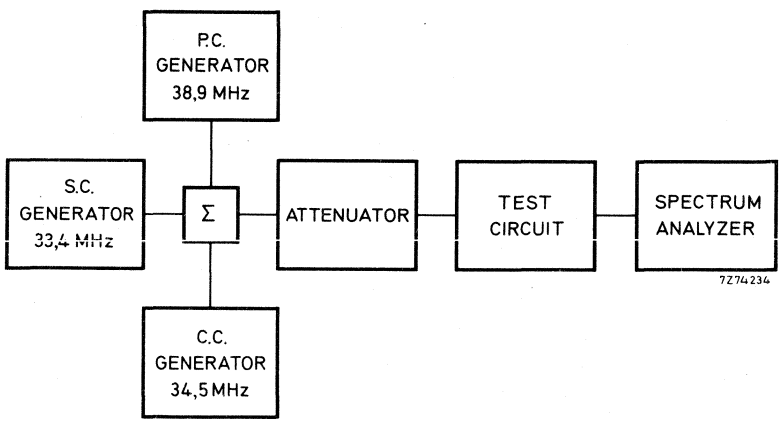 P.C.
GENERATOR
38,9 MHz
S.C.
GENERATOR
33,4 MHz
Σ
ATTENUATOR
TEST
CIRCUIT
SPECTRUM
ANALYZER
7Z74234
C.C.
GENERATOR
34,5 MHz